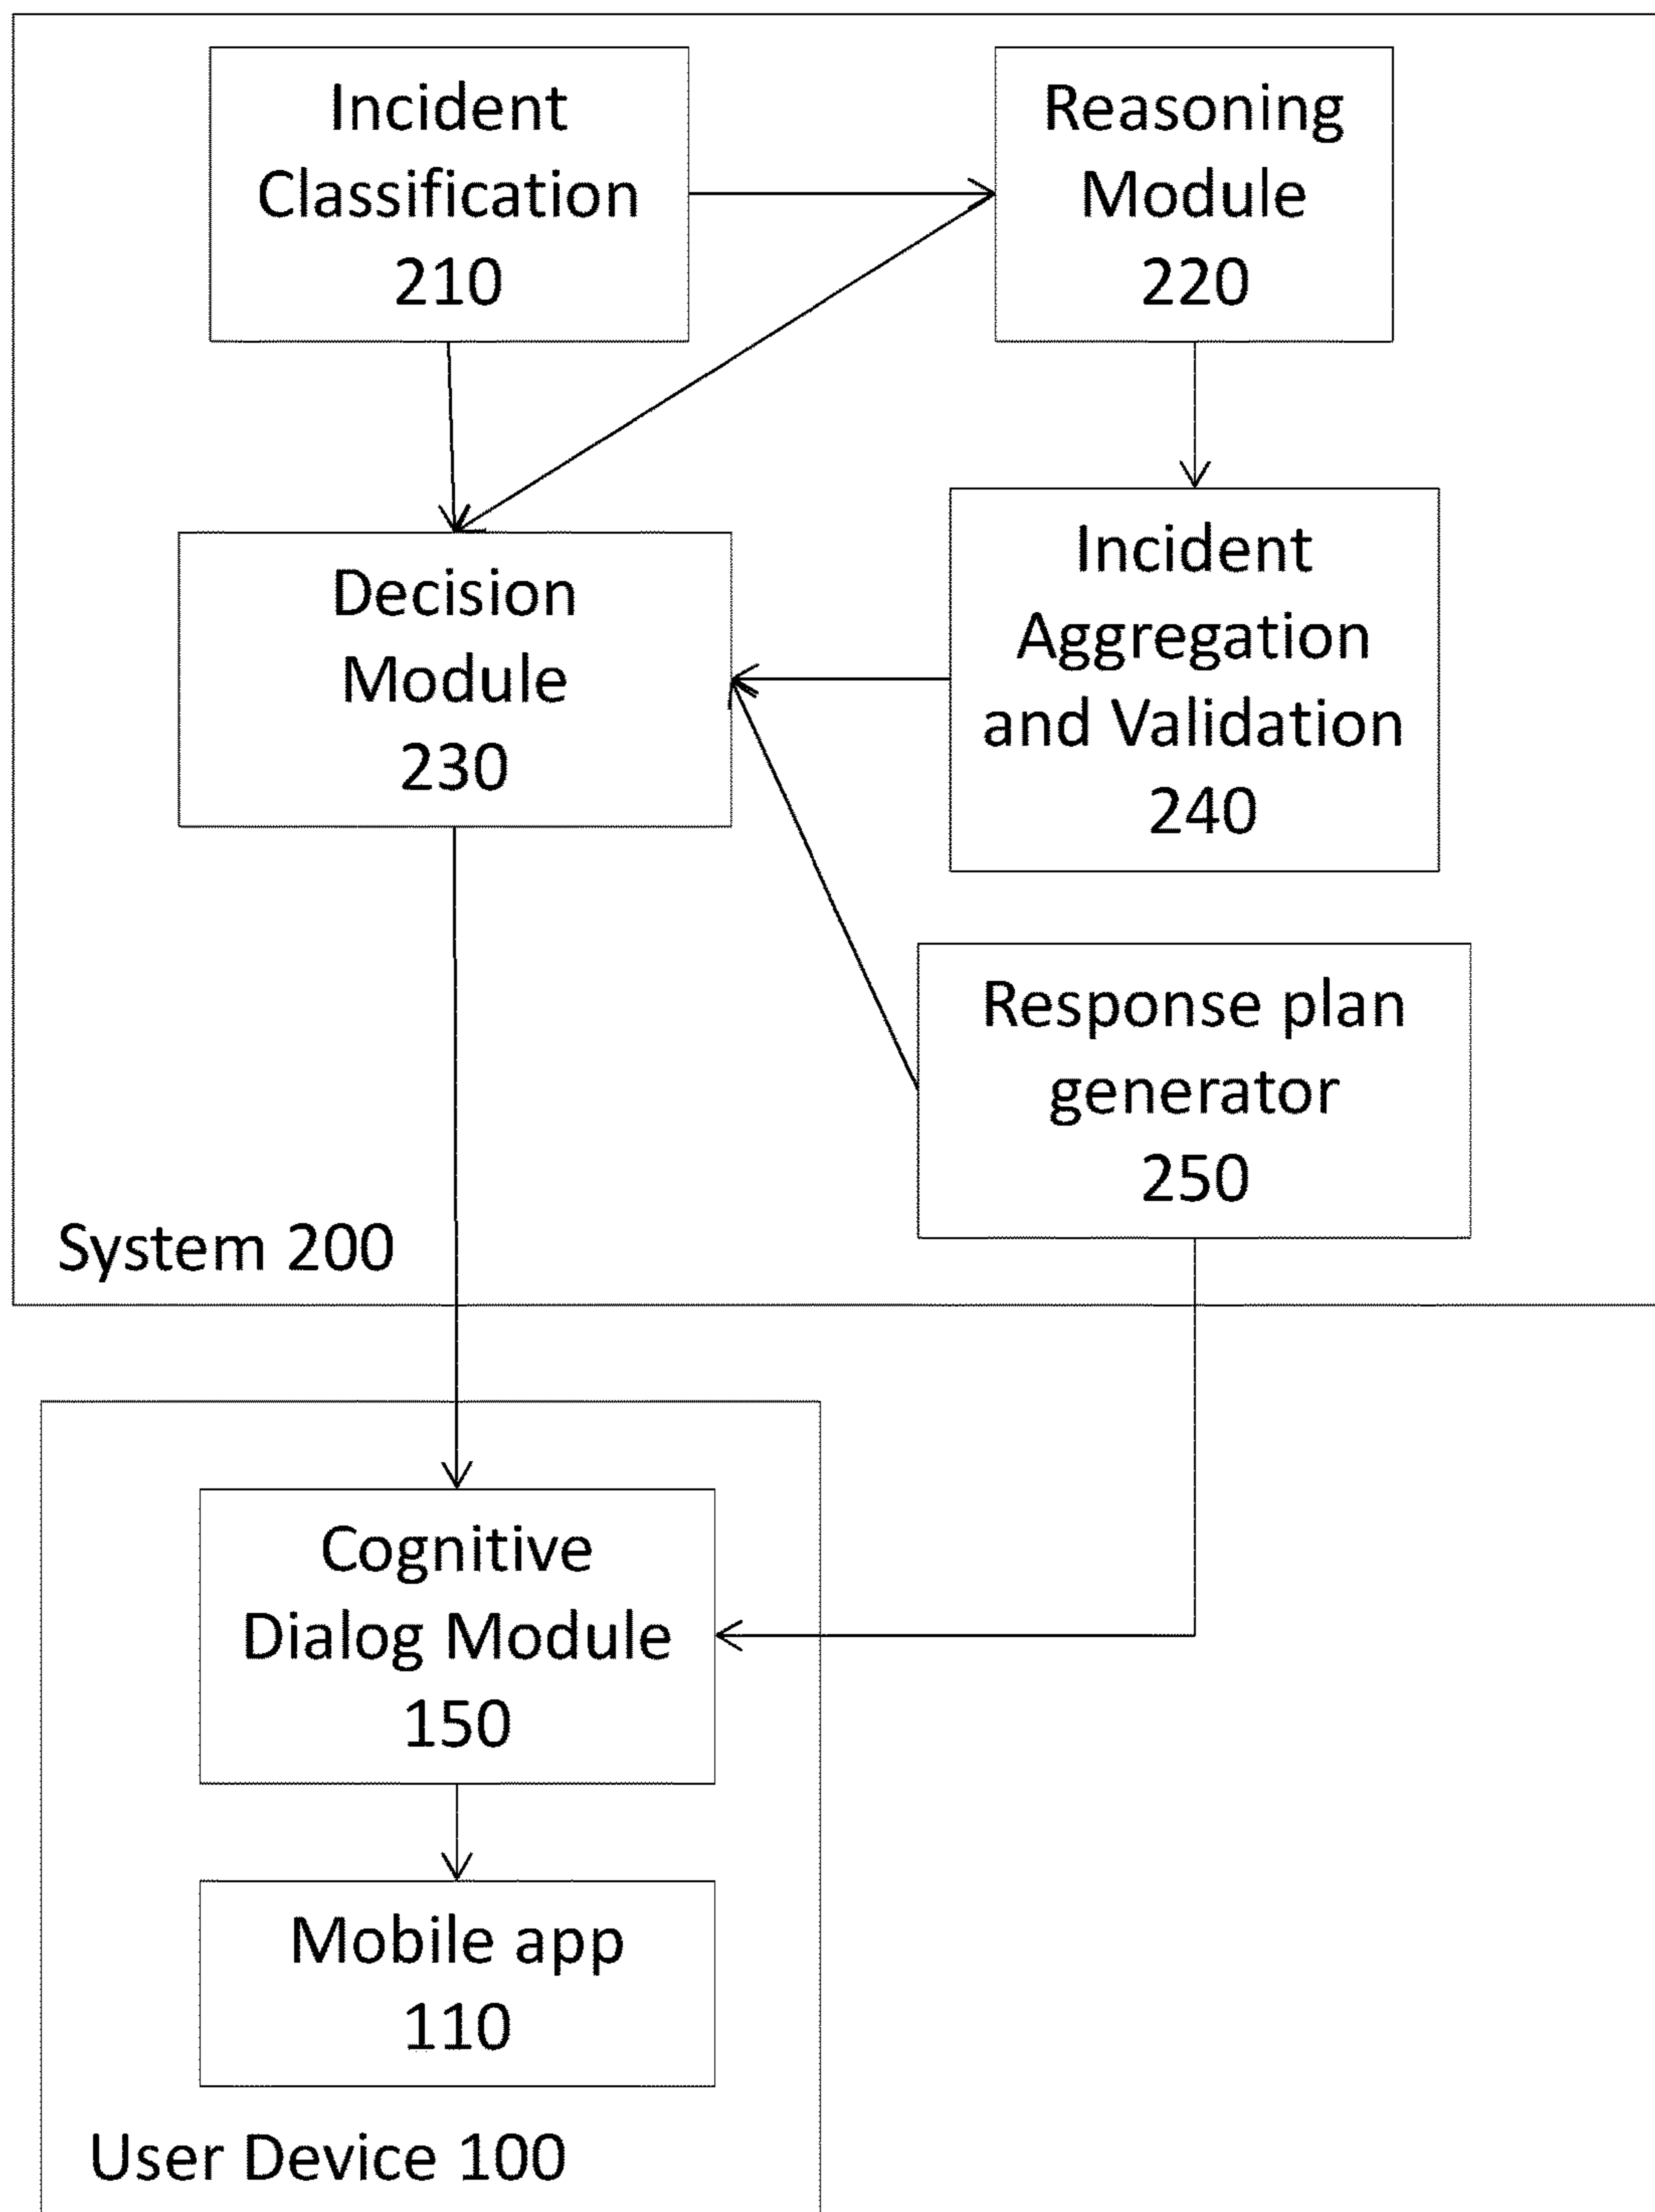 Incident
Classification
210
Reasoning
Module
220
Decision
Module
230
Incident
Aggregation
and Validation
240
Response plan
generator
250
System 200
Cognitive
Dialog Module
150
Mobile app
110
User Device 100